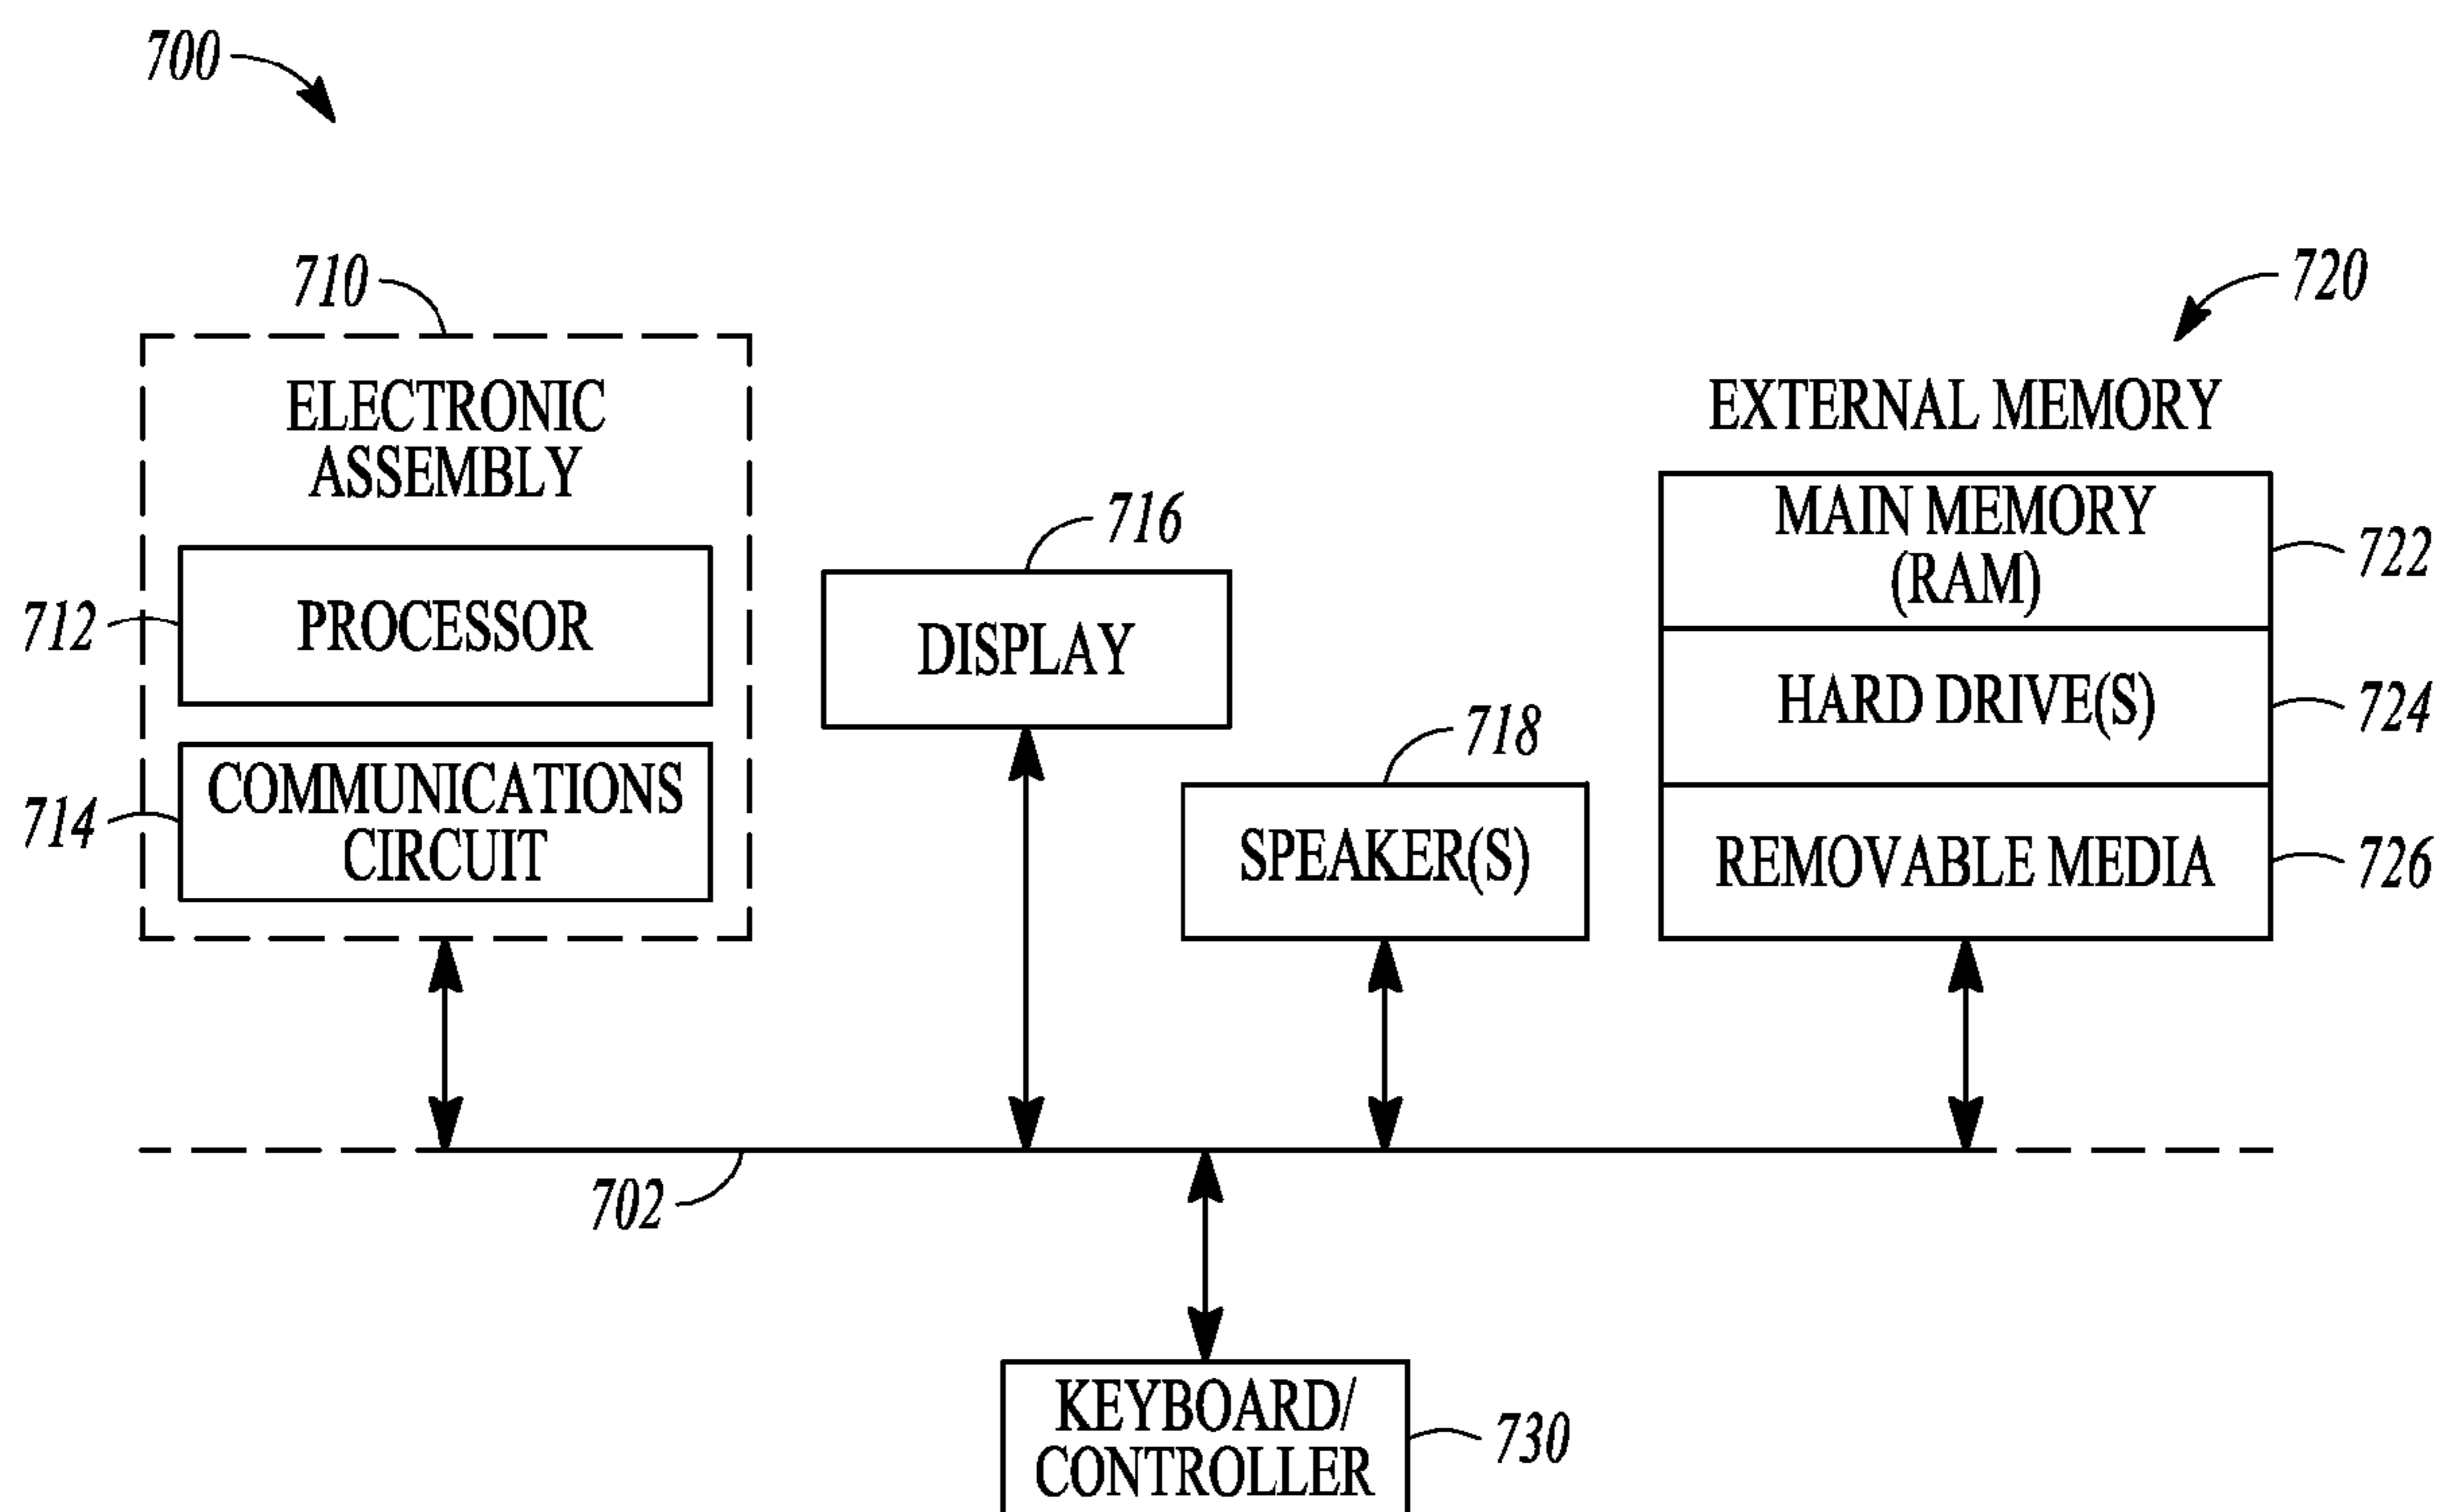 700
710
720
ELECTRONIC
ASSEMBLY
EXTERNAL MEMORY
716
MAIN MEMORY
(RAM)
722
712
PROCESSOR
DISPLAY
HARD DRIVE(S)
724
718
714
COMMUNICATIONS
CIRCUIT
SPEAKER(S)
REMOVABLE MEDIA
726
702
KEYBOARD/
CONTROLLER
730